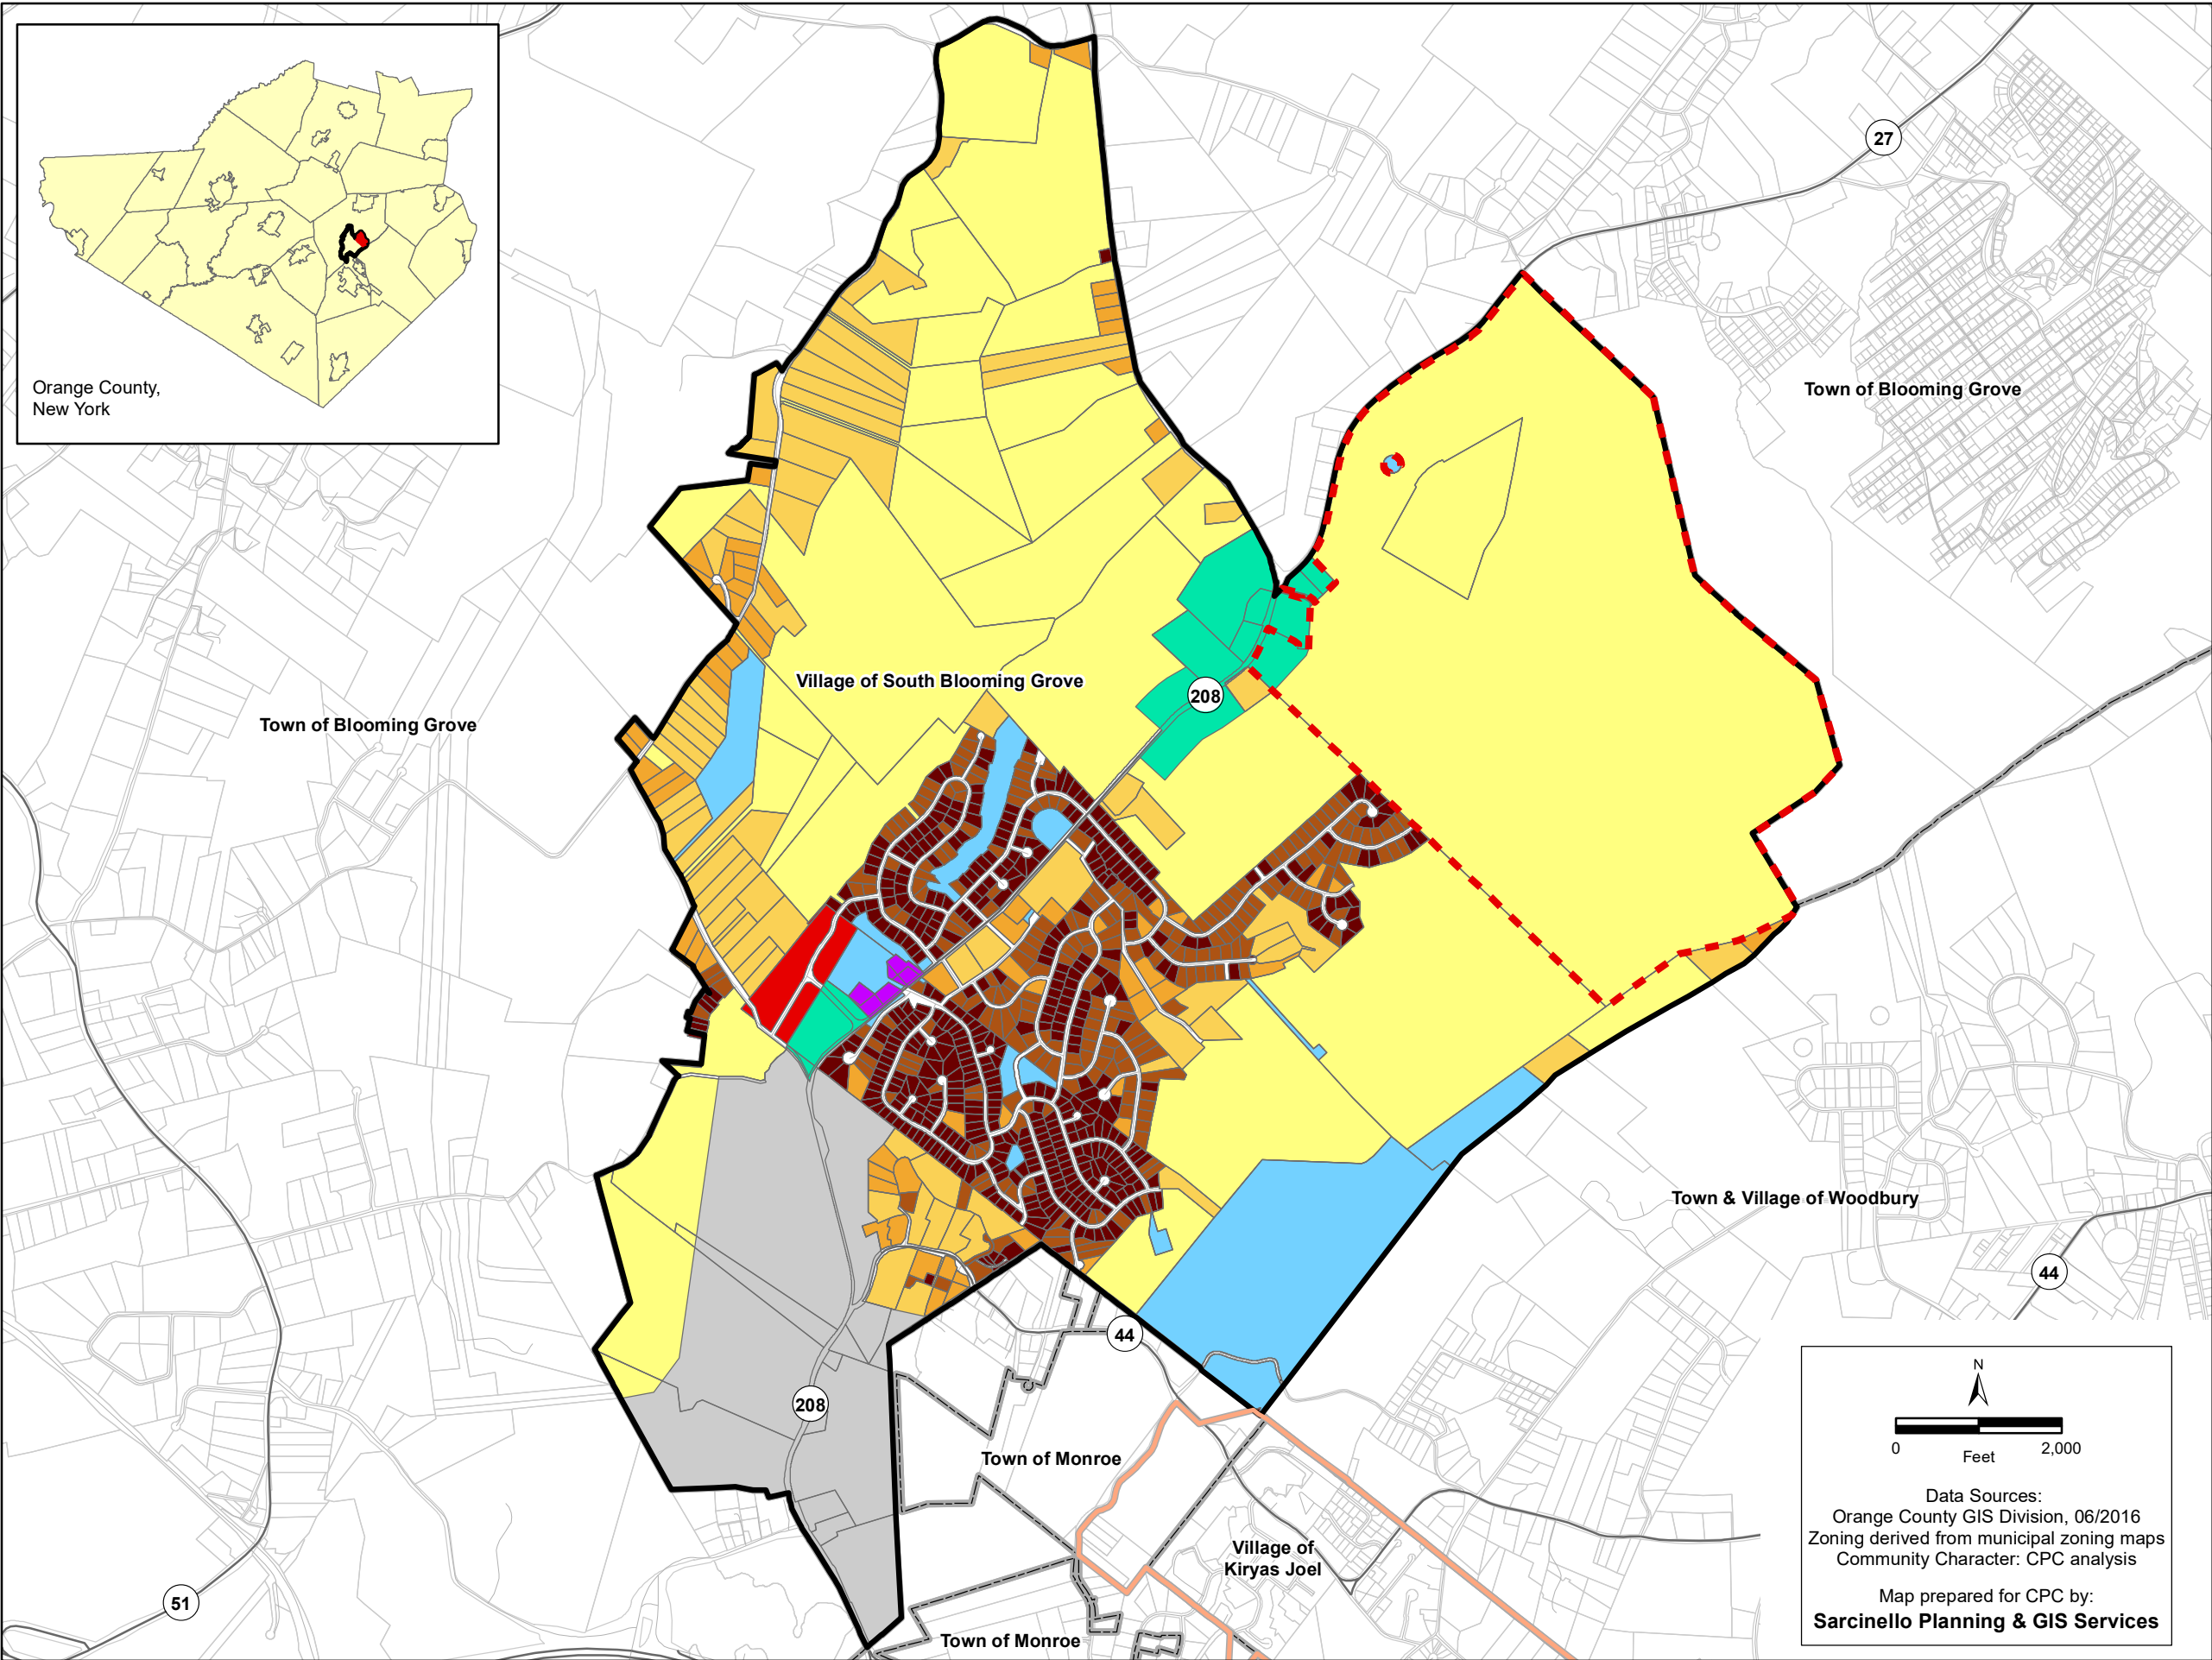 Orange County,
New York
27
Town of Blooming Grove
Village of South Blooming Grove
208
Town of Blooming Grove
Town & Village of Woodbury
44
44
208
Town of Monroe
Village of
Kiryas Joel
51
Town of Monroe
N
0
2,000
Feet
Data Sources:
Orange County GIS Division, 06/2016
Zoning derived from municipal zoning maps
Community Character: CPC analysis
Map prepared for CPC by:
Sarcinello Planning & GIS Services